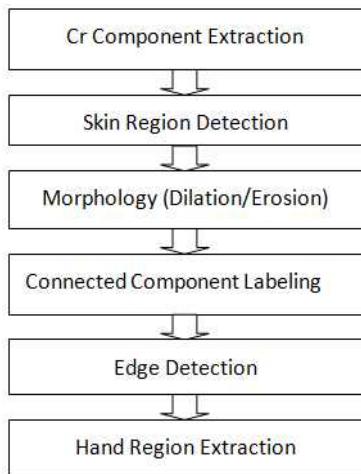 Cr Component Extraction
Skin Region Detection
Morphology (Dilation/Erosion)
Connected Component Labeling
Edge Detection
Hand Region Extraction